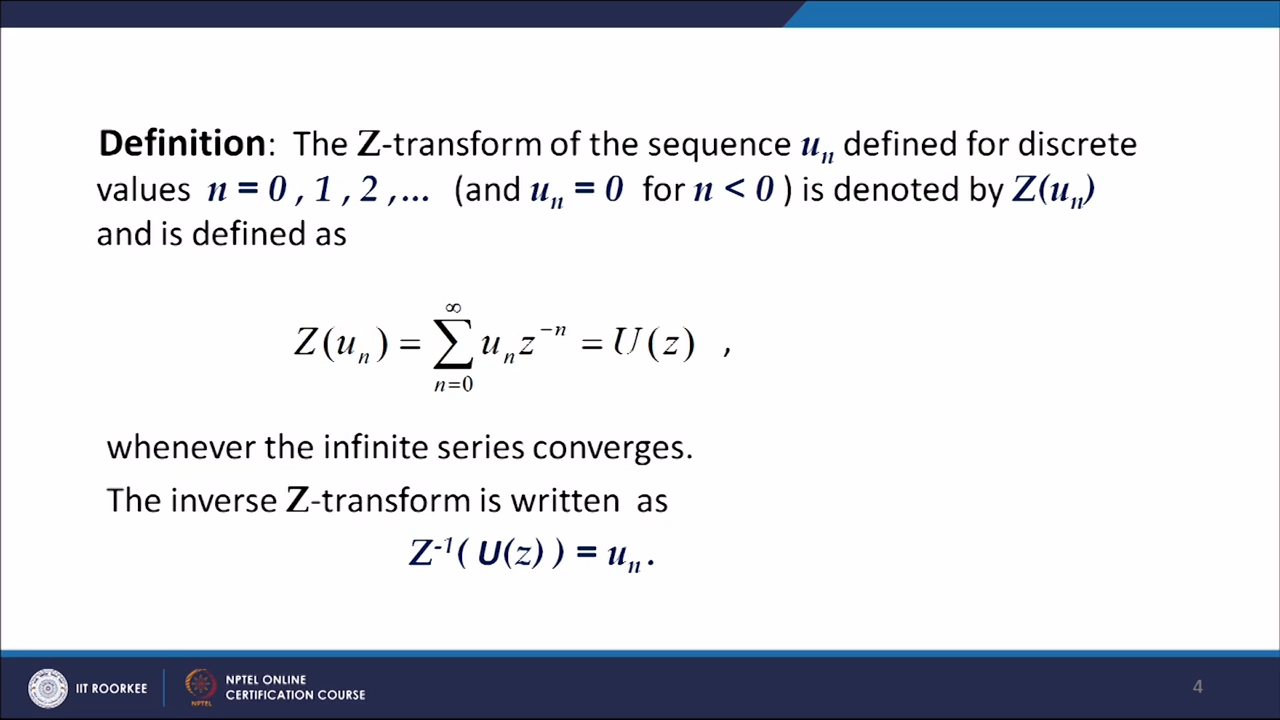 Definition: The Z-transform of the sequence uₙ defined for discrete
values n = 0 , 1 , 2 ,... (and uₙ = 0 for n < 0 ) is denoted by Z(uₙ)
and is defined as
Z(uₙ) = ∑_{n=0}^{∞} uₙ z⁻ⁿ = U(z) ,
whenever the infinite series converges.
The inverse Z-transform is written as
Z⁻¹( U(z) ) = uₙ .
IIT ROORKEE
NPTEL
NPTEL ONLINE
CERTIFICATION COURSE
4